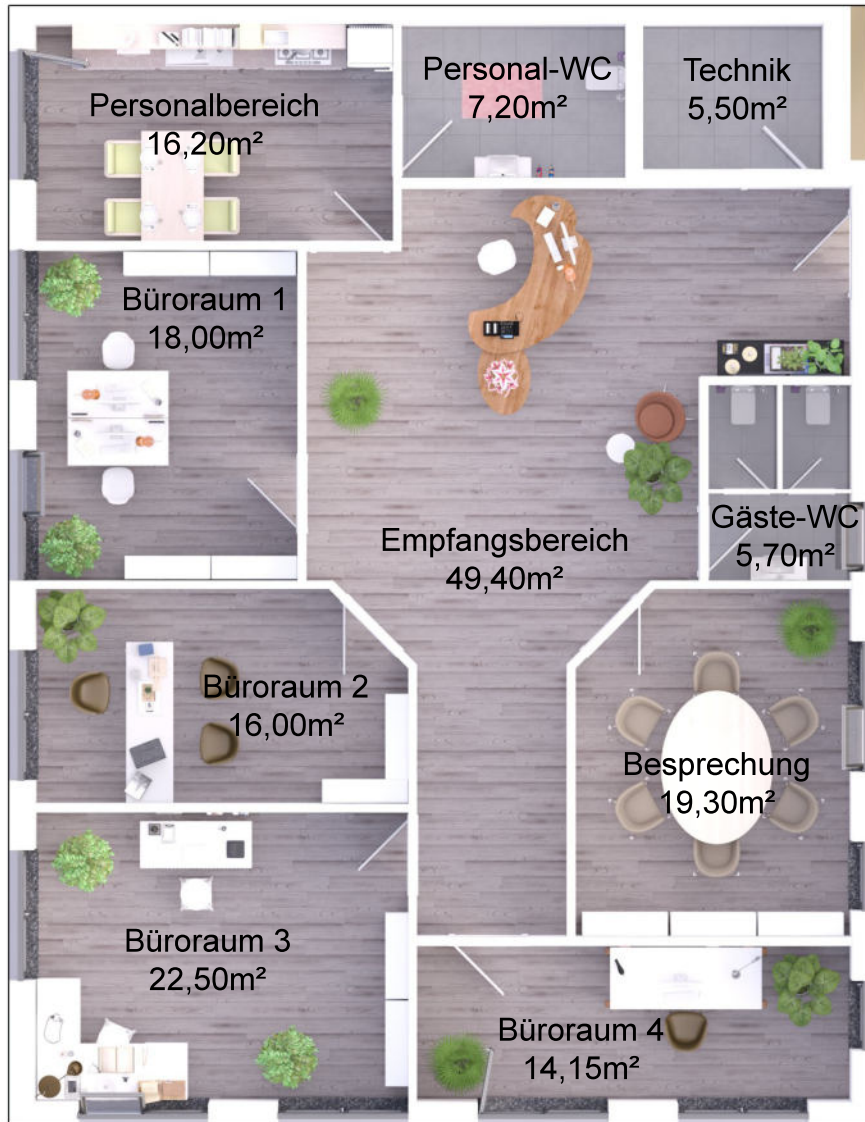 Personalbereich
16,20m²
Personal-WC
7,20m²
Technik
5,50m²
Büroraum 1
18,00m²
Empfangsbereich
49,40m²
Gäste-WC
5,70m²
Büroraum 2
16,00m²
Besprechung
19,30m²
Büroraum 3
22,50m²
Büroraum 4
14,15m²